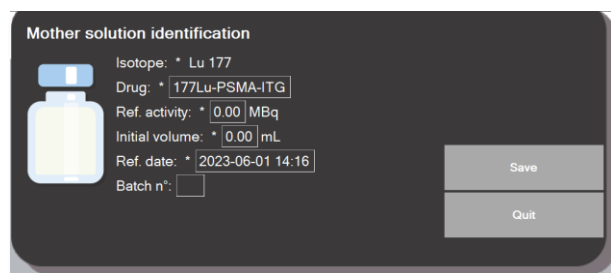 Mother solution identification
Isotope: * Lu 177
Drug: * 177Lu-PSMA-ITG
Ref. activity: * 0.00 MBq
Initial volume: * 0.00 mL
Ref. date: * 2023-06-01 14:16
Batch n°:
Save
Quit